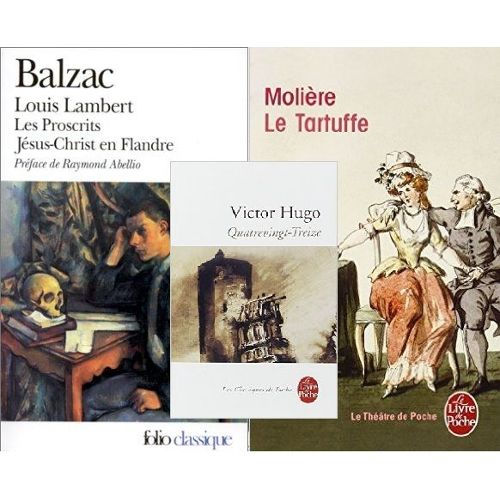 Balzac
Louis Lambert
Les Proscrits
Jésus-Christ en Flandre
Préface de Raymond Abellio
folio classique
Victor Hugo
Quatrevingt-Treize
Les Classiques de Poche
Le Livre de Poche
Molière
Le Tartuffe
Le Théâtre de Poche
Le Livre de Poche